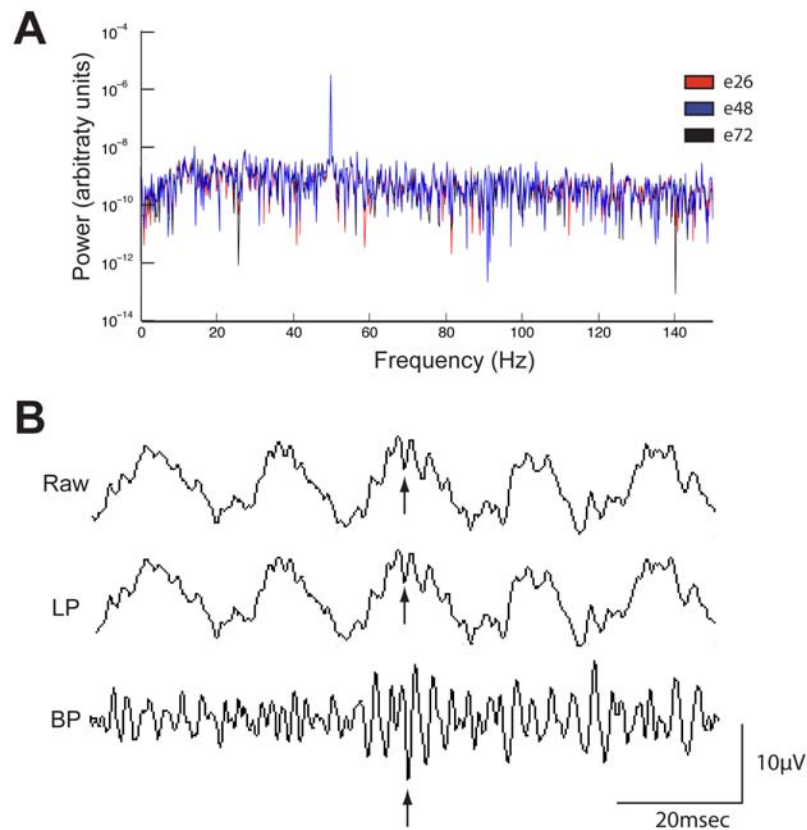 A
Power (arbitraty units)
10⁻⁴
10⁻⁶
10⁻⁸
10⁻¹⁰
10⁻¹²
10⁻¹⁴
0 20 40 60 80 100 120 140
Frequency (Hz)
e26
e48
e72
B
Raw
LP
BP
10µV
20msec